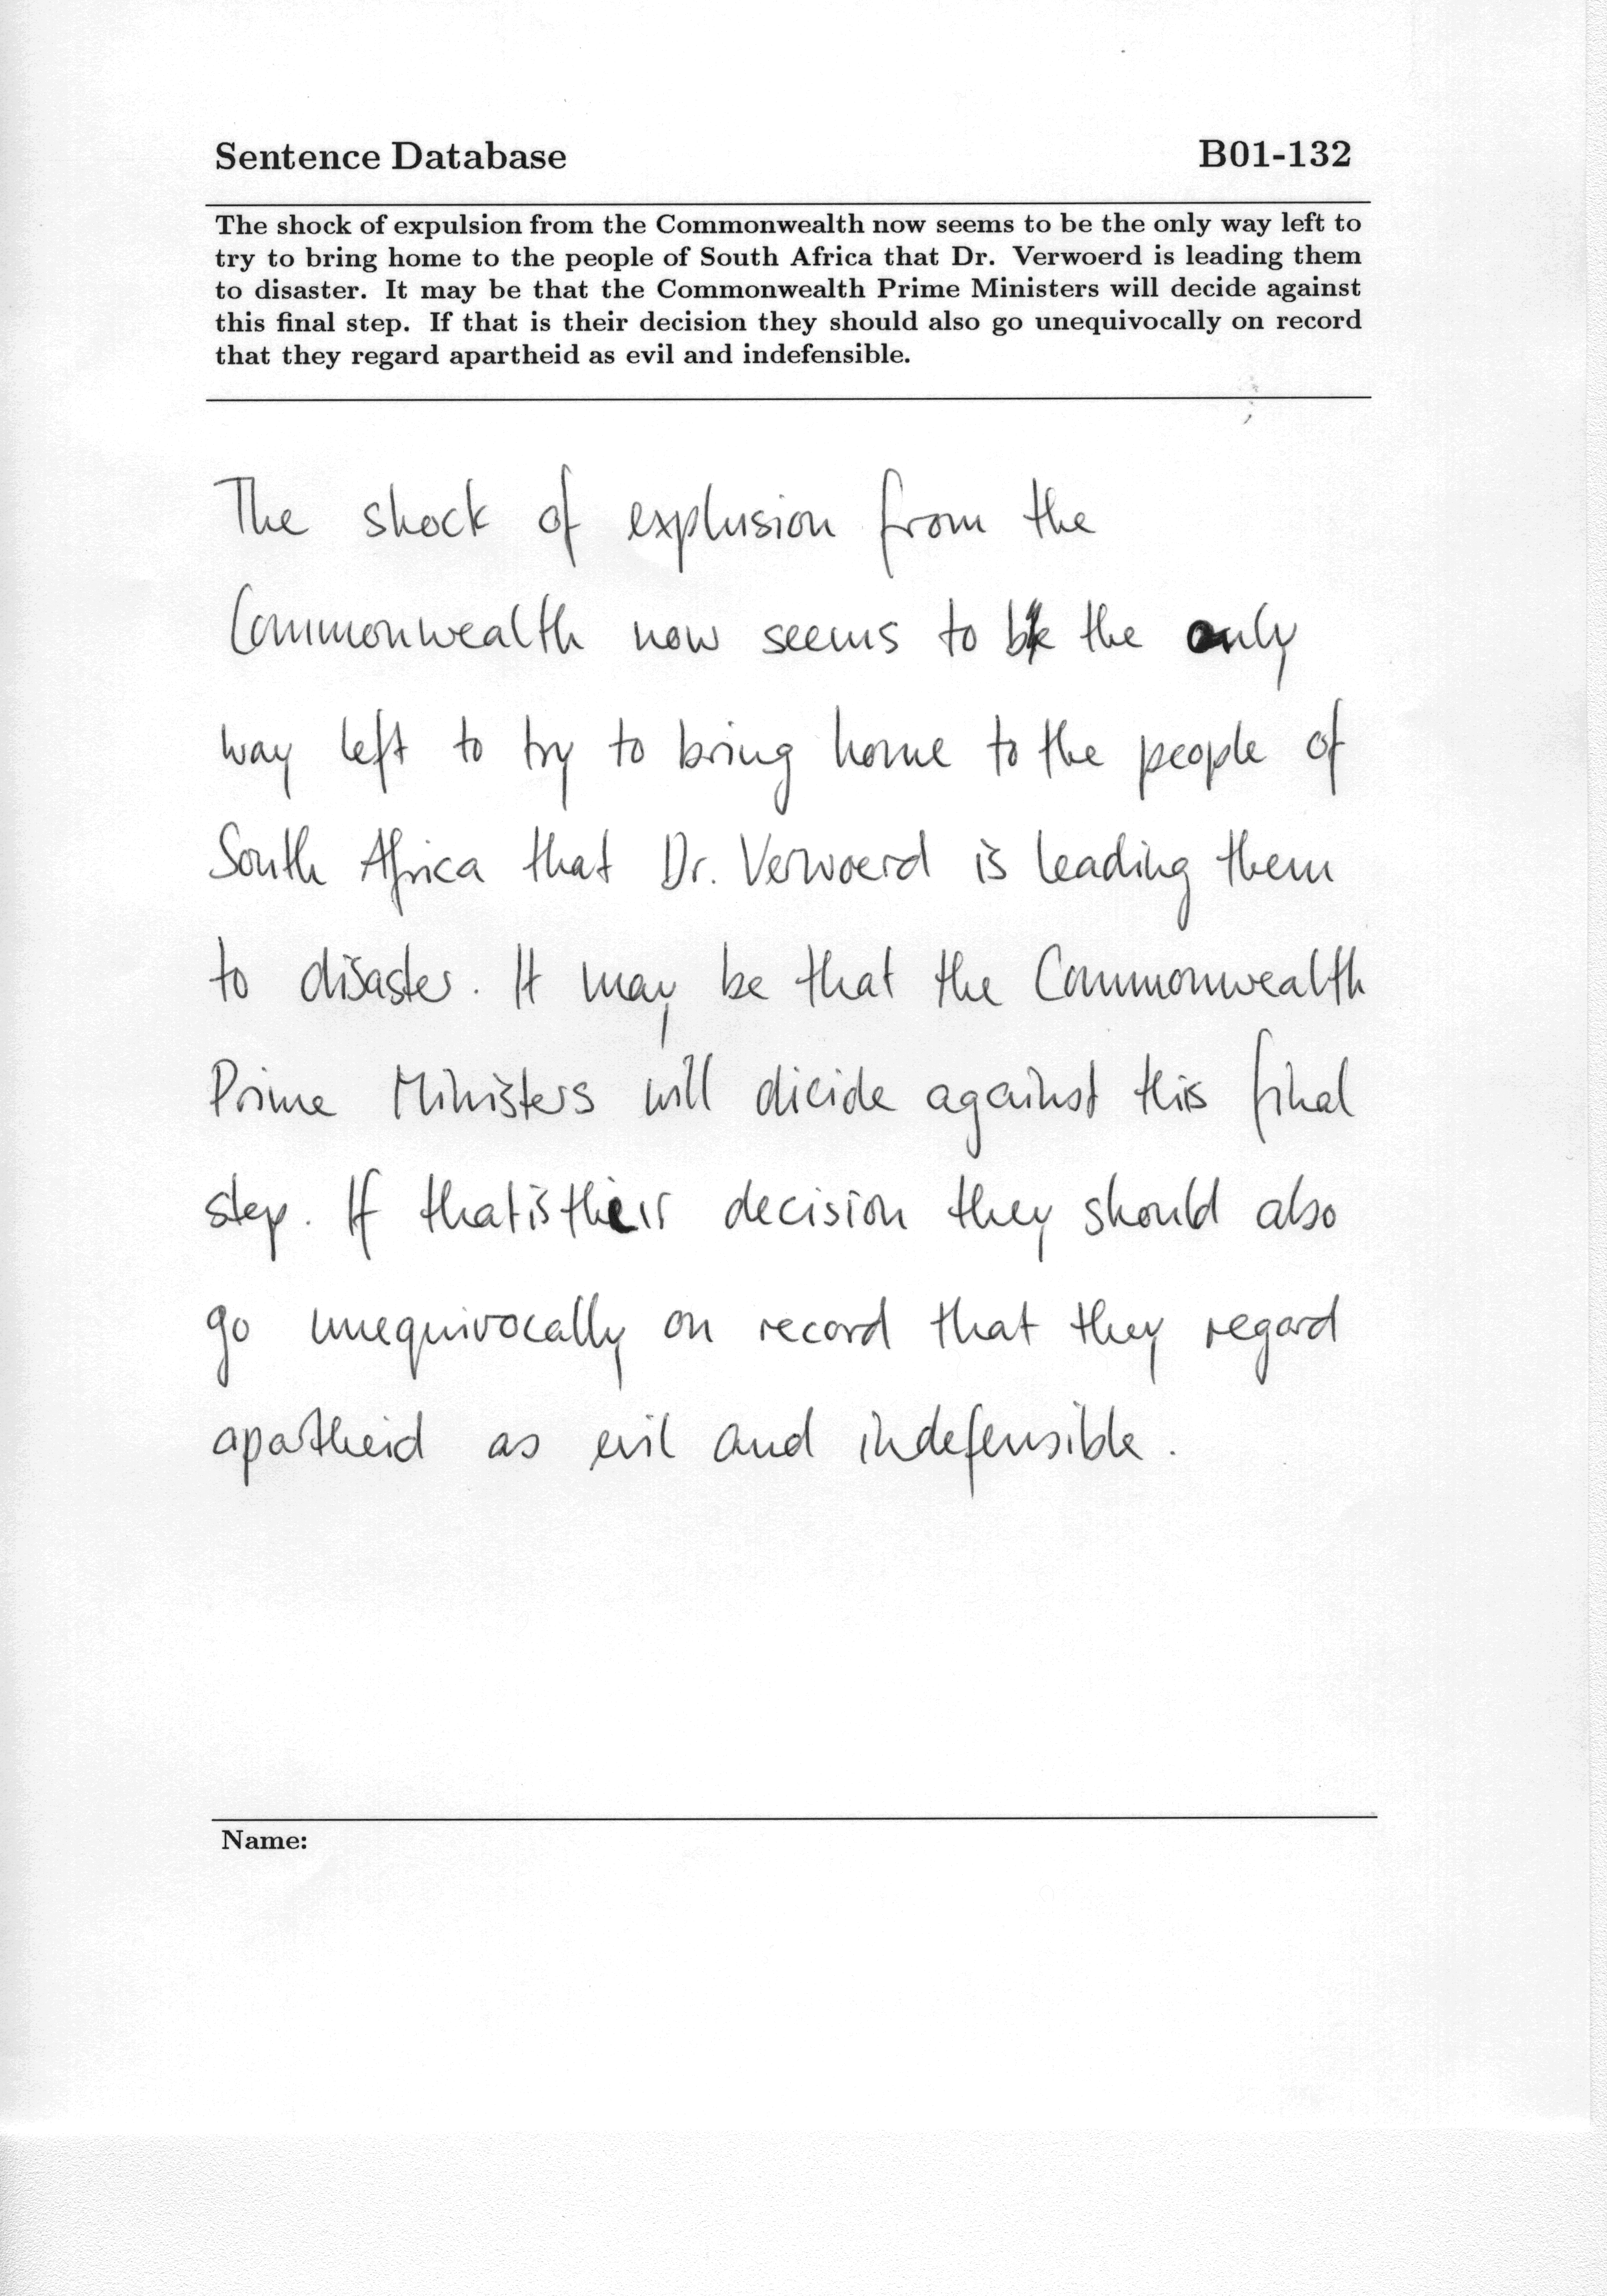 Sentence Database B01-132
The shock of expulsion from the Commonwealth now seems to be the only way left to
try to bring home to the people of South Africa that Dr. Verwoerd is leading them
to disaster. It may be that the Commonwealth Prime Ministers will decide against
this final step. If that is their decision they should also go unequivocally on record
that they regard apartheid as evil and indefensible.
The shock of explusion from the
Commonwealth now seems to be the only
way left to try to bring home to the people of
South Africa that Dr. Verwoerd is leading them
to disaster. It may be that the Commonwealth
Prime Ministers will dicide against this final
step. If that is their decision they should also
go unequivocally on record that they regard
apartheid as evil and indefensible.
Name: